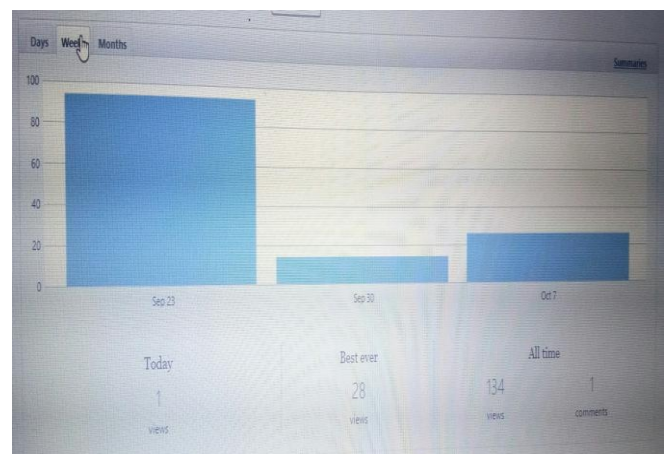 Days Week Months
Summaries
100
80
60
40
20
0
Sep 23 Sep 30 Oct 7
Today Best ever All time
1 28 134 1
views views views comments